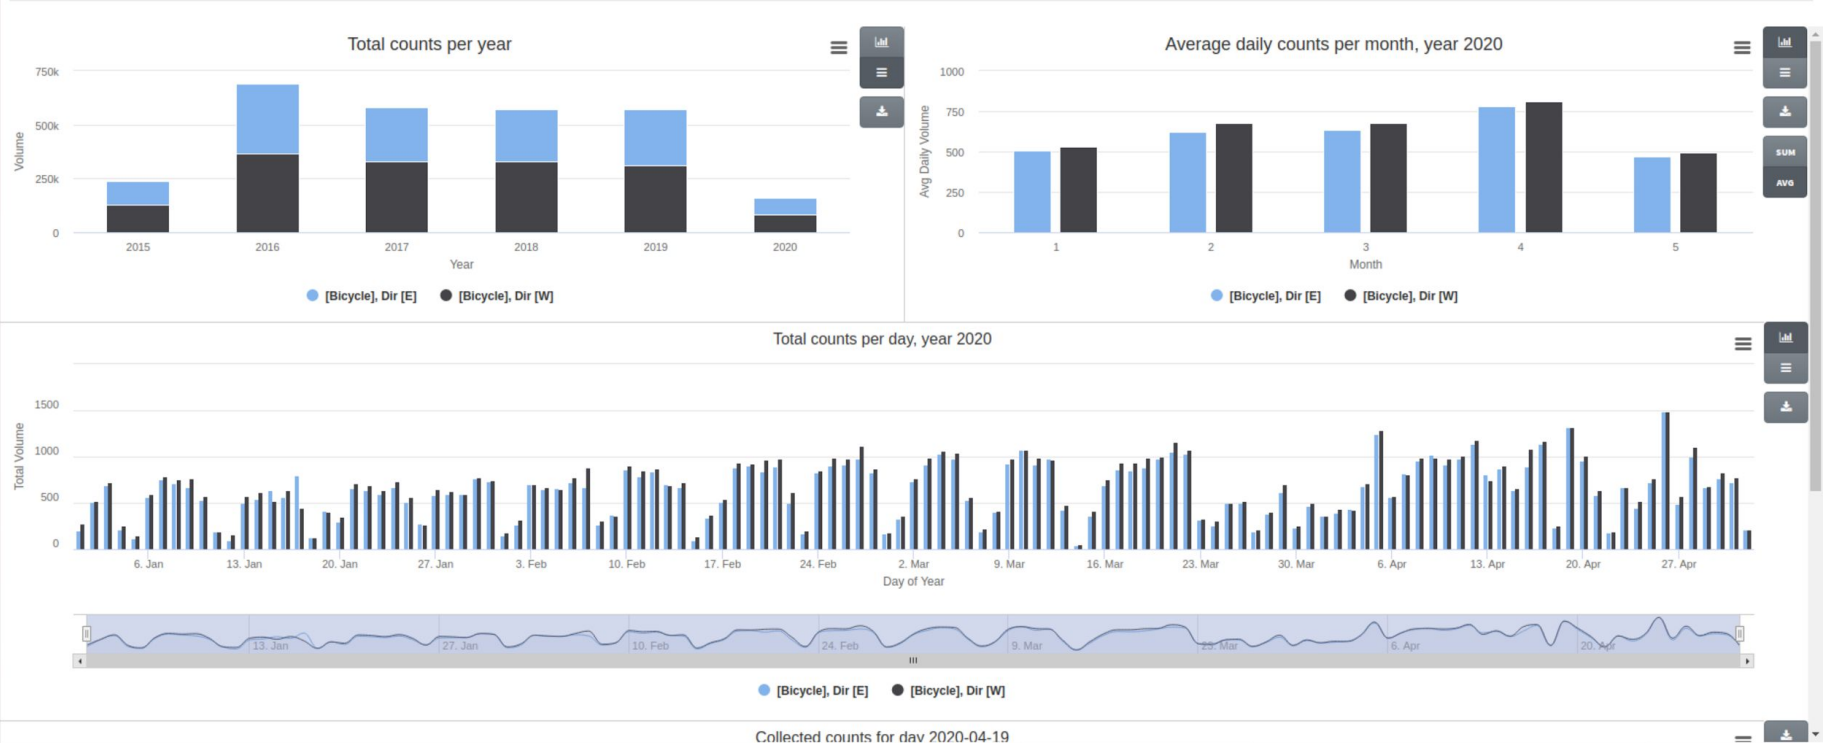 Total counts per year
750k
500k
250k
0
Volume
2015 2016 2017 2018 2019 2020
Year
[Bicycle], Dir [E] [Bicycle], Dir [W]
Average daily counts per month, year 2020
1000
750
500
250
0
Avg Daily Volume
1 2 3 4 5
Month
[Bicycle], Dir [E] [Bicycle], Dir [W]
SUM
AVG
Total counts per day, year 2020
1500
1000
500
0
Total Volume
6. Jan 13. Jan 20. Jan 27. Jan 3. Feb 10. Feb 17. Feb 24. Feb 2. Mar 9. Mar 16. Mar 23. Mar 30. Mar 6. Apr 13. Apr 20. Apr 27. Apr
Day of Year
13. Jan 27. Jan 10. Feb 24. Feb 9. Mar 23. Mar 6. Apr 20. Apr
[Bicycle], Dir [E] [Bicycle], Dir [W]
Collected counts for day 2020-04-19